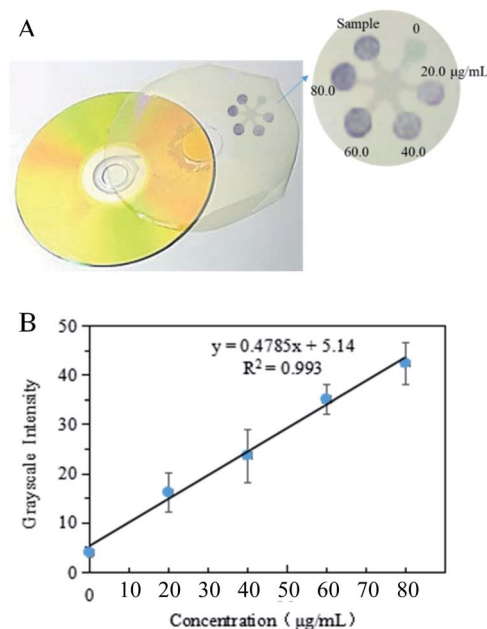 A
Sample
0
20.0 μg/mL
80.0
60.0
40.0
B
y = 0.4785x + 5.14
R² = 0.993
50
40
30
20
10
0
Grayscale Intensity
0 10 20 30 40 50 60 70 80
Concentration ( μg/mL)